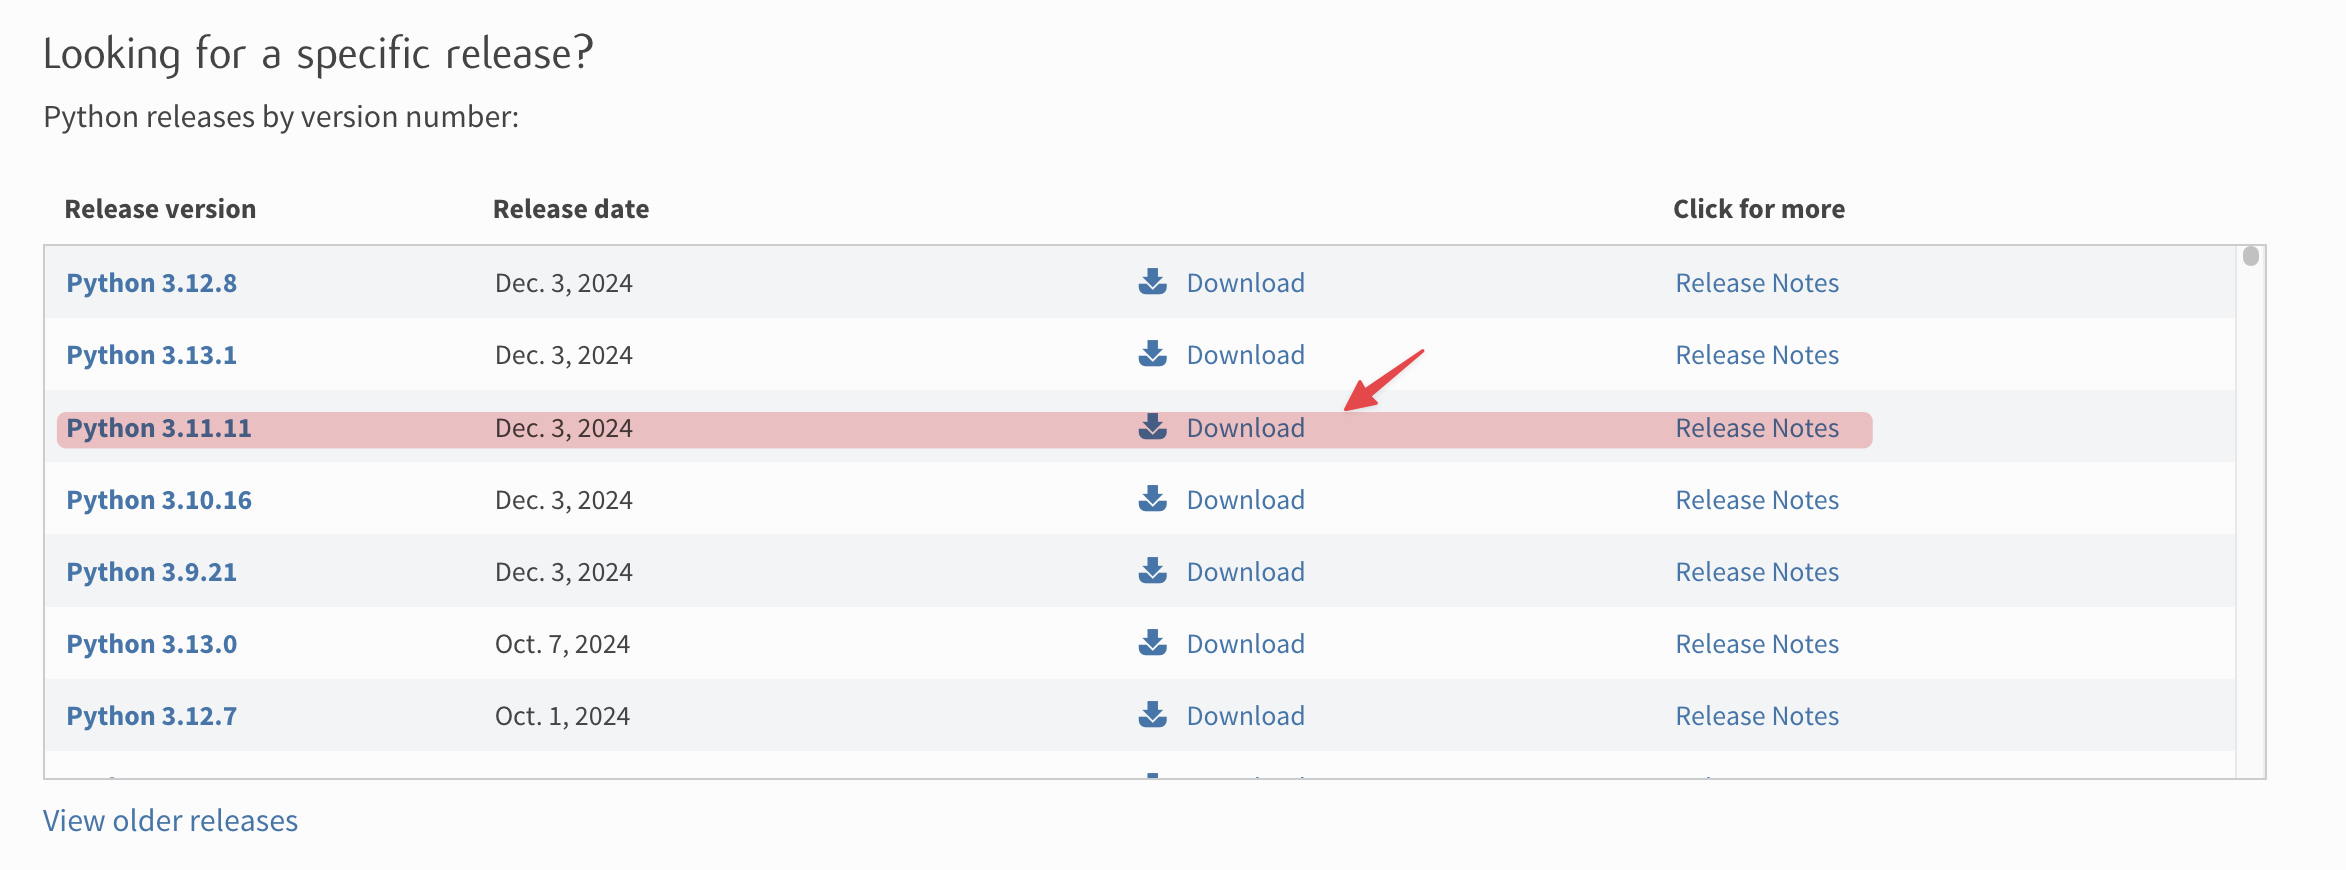 Looking for a specific release?
Python releases by version number:
Release version Release date Click for more
Python 3.12.8 Dec. 3, 2024 Download Release Notes
Python 3.13.1 Dec. 3, 2024 Download Release Notes
Python 3.11.11 Dec. 3, 2024 Download Release Notes
Python 3.10.16 Dec. 3, 2024 Download Release Notes
Python 3.9.21 Dec. 3, 2024 Download Release Notes
Python 3.13.0 Oct. 7, 2024 Download Release Notes
Python 3.12.7 Oct. 1, 2024 Download Release Notes
View older releases